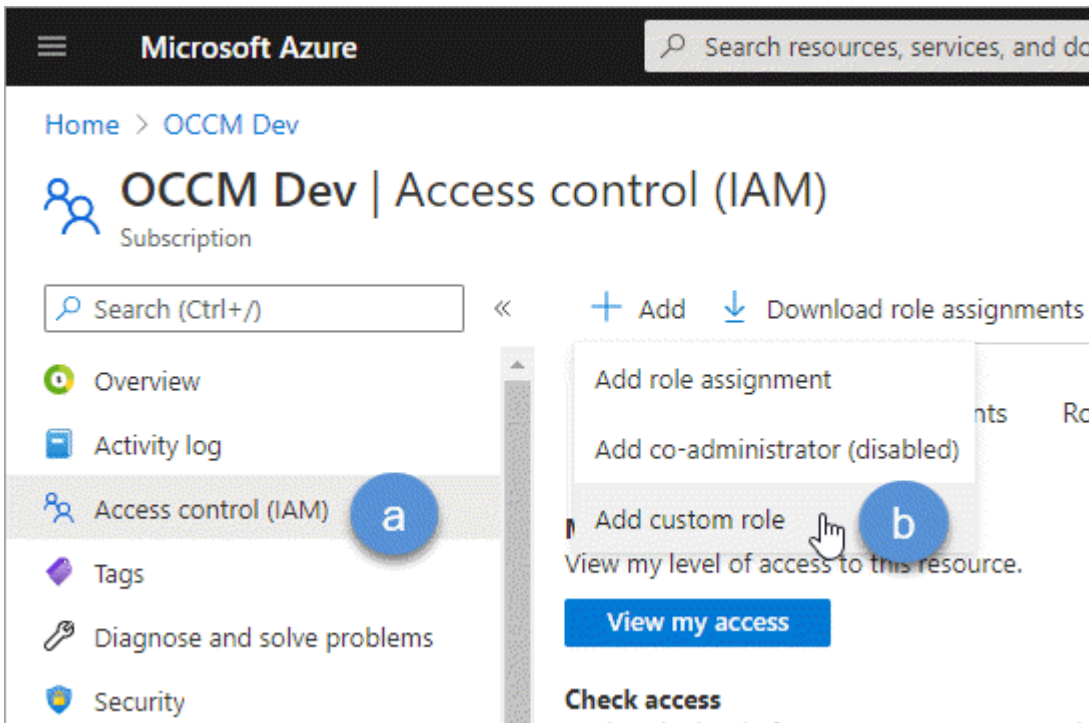 Microsoft Azure
Search resources, services, and do
Home > OCCM Dev
OCCM Dev | Access control (IAM)
Subscription
Search (Ctrl+/)
«
+ Add
Download role assignments
Overview
Activity log
Access control (IAM)
a
Tags
Diagnose and solve problems
Security
Add role assignment
Add co-administrator (disabled)
Add custom role
b
nts
Ro
View my level of access to this resource.
View my access
Check access